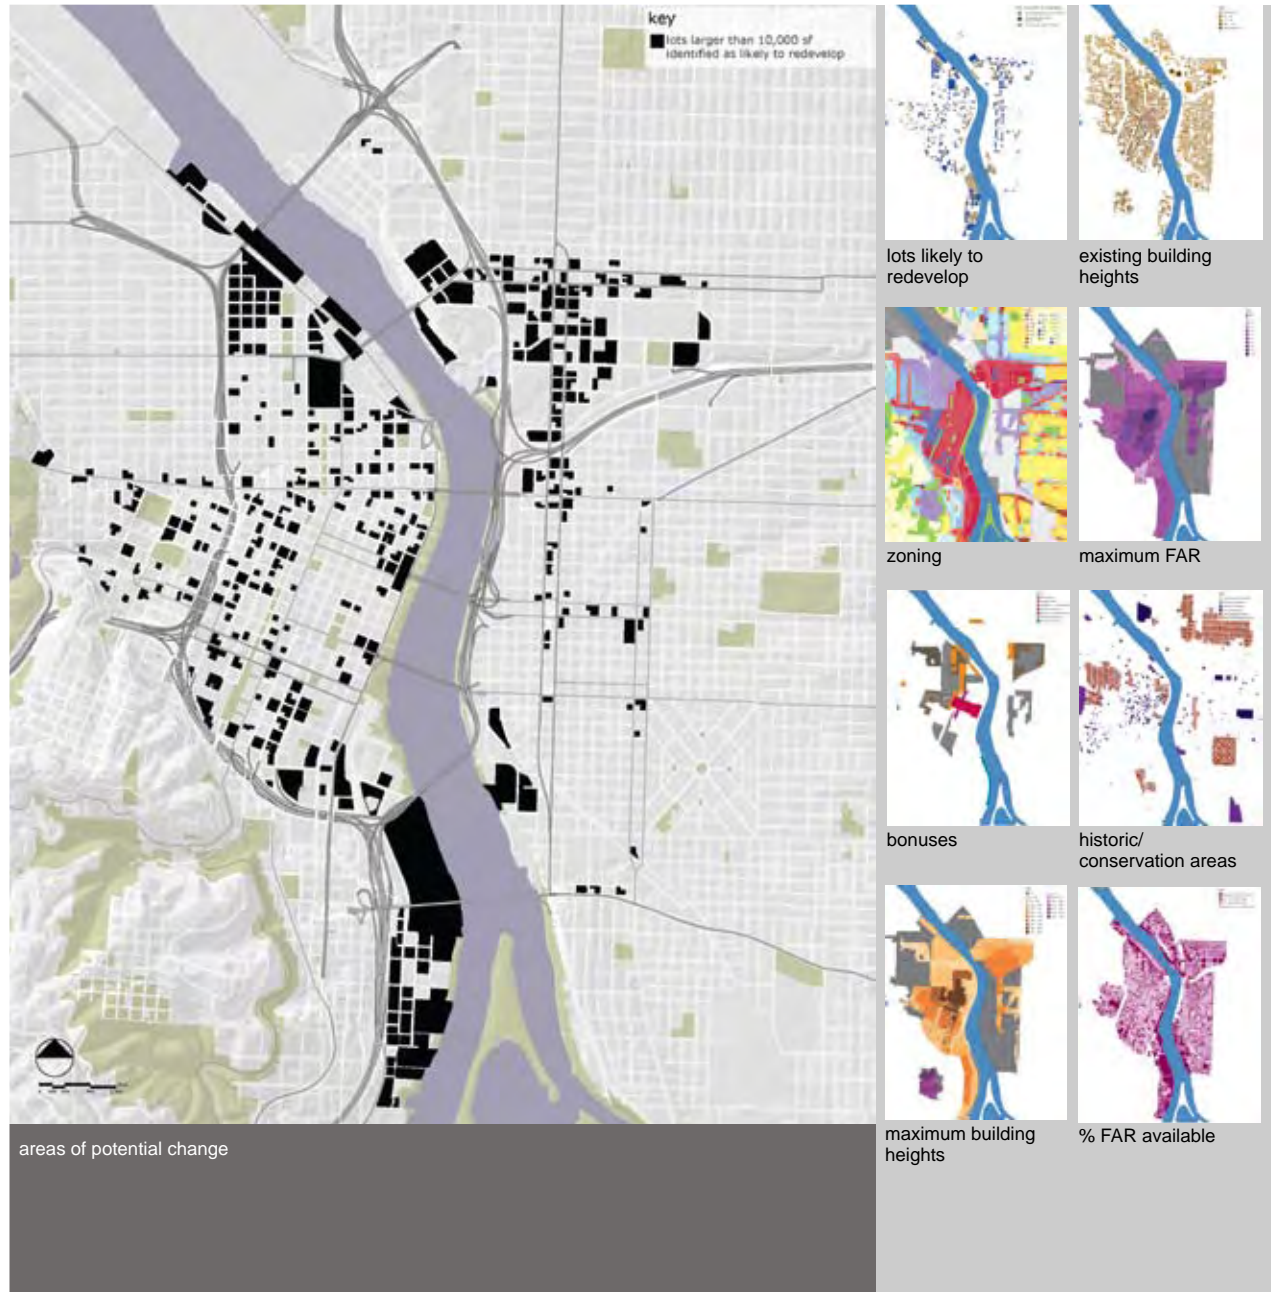 key
lots larger than 10,000 sf
identified as likely to redevelop
areas of potential change
lots likely to
redevelop
existing building
heights
zoning
maximum FAR
bonuses
historic/
conservation areas
maximum building
heights
% FAR available